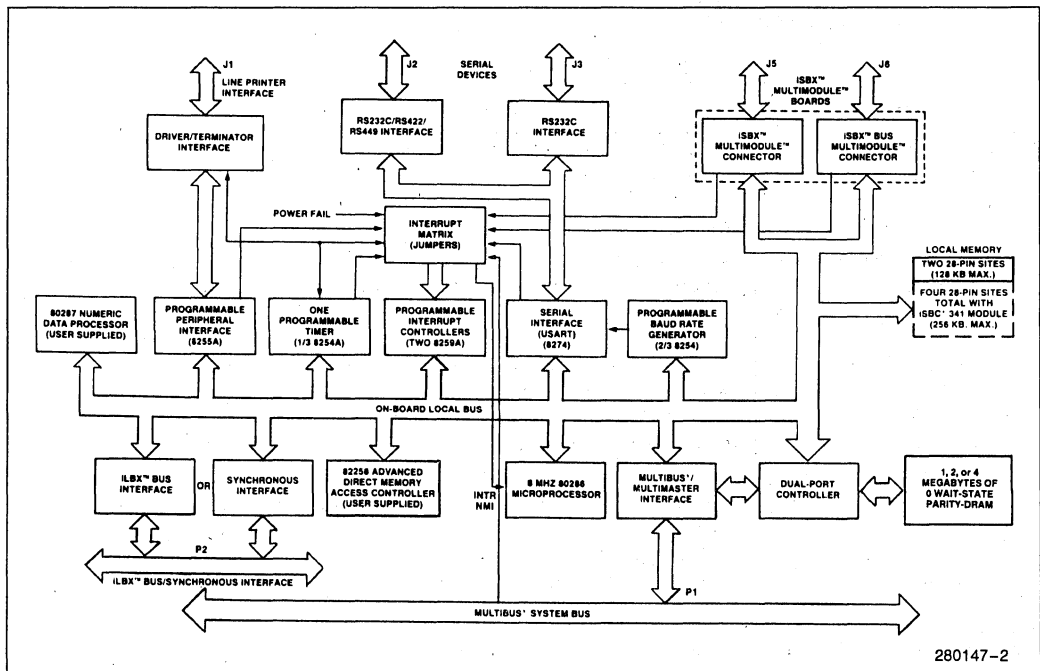 J1
LINE PRINTER
INTERFACE
J2
SERIAL
DEVICES
J3
J5
iSBX™
MULTIMODULE™
BOARDS
J6
DRIVER/TERMINATOR
INTERFACE
RS232C/RS422/
RS449 INTERFACE
RS232C
INTERFACE
iSBX™
MULTIMODULE™
CONNECTOR
iSBX™ BUS
MULTIMODULE™
CONNECTOR
POWER FAIL
INTERRUPT
MATRIX
(JUMPERS)
LOCAL MEMORY
TWO 28-PIN SITES
(128 KB MAX.)
FOUR 28-PIN SITES
TOTAL WITH
iSBC* 341 MODULE
(256 KB. MAX.)
80287 NUMERIC
DATA PROCESSOR
(USER SUPPLIED)
PROGRAMMABLE
PERIPHERAL
INTERFACE
(8255A)
ONE
PROGRAMMABLE
TIMER
(1/3 8254A)
PROGRAMMABLE
INTERRUPT
CONTROLLERS
(TWO 8259A)
SERIAL
INTERFACE
(USART)
(8274)
PROGRAMMABLE
BAUD RATE
GENERATOR
(2/3 8254)
ON-BOARD LOCAL BUS
iLBX™ BUS
INTERFACE
OR
SYNCHRONOUS
INTERFACE
82258 ADVANCED
DIRECT MEMORY
ACCESS CONTROLLER
(USER SUPPLIED)
INTR
NMI
8 MHZ 80286
MICROPROCESSOR
MULTIBUS*/
MULTIMASTER
INTERFACE
DUAL-PORT
CONTROLLER
1, 2, or 4
MEGABYTES OF
0 WAIT-STATE
PARITY-DRAM
P2
iLBX™ BUS/SYNCHRONOUS INTERFACE
P1
MULTIBUS* SYSTEM BUS
280147-2